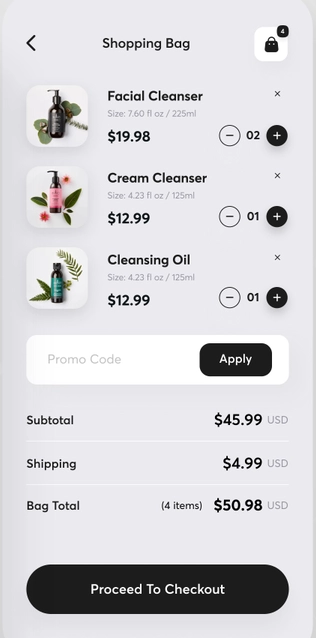 Shopping Bag
4
Facial Cleanser
×
Size: 7.60 fl oz / 225ml
$19.98
− 02 +
Cream Cleanser
×
Size: 4.23 fl oz / 125ml
$12.99
− 01 +
Cleansing Oil
×
Size: 4.23 fl oz / 125ml
$12.99
− 01 +
Promo Code
Apply
Subtotal $45.99 USD
Shipping $4.99 USD
Bag Total (4 items) $50.98 USD
Proceed To Checkout